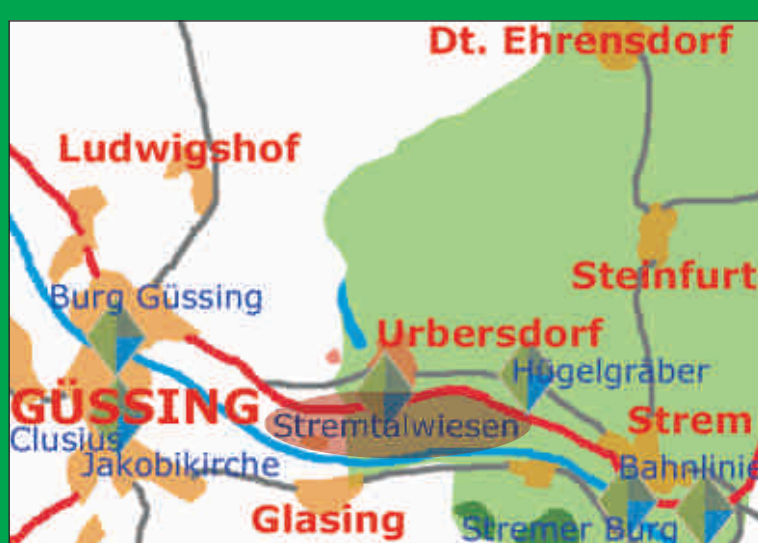 Dt. Ehrensdorf
Ludwigshof
Steinfurt
Burg Güssing
Urbersdorf
Hügelgräber
GÜSSING
Stremtalwiesen
Strem
Clusius
Jakobikirche
Bahnlinie
Glasing
Stremer Burg